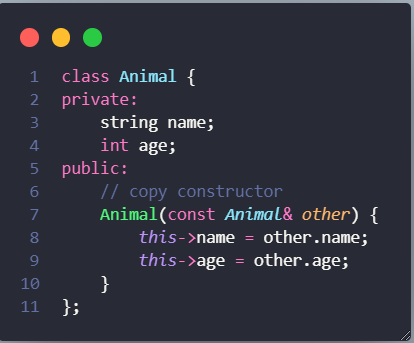 1 class Animal {
2 private:
3     string name;
4     int age;
5 public:
6     // copy constructor
7     Animal(const Animal& other) {
8         this->name = other.name;
9         this->age = other.age;
10     }
11 };